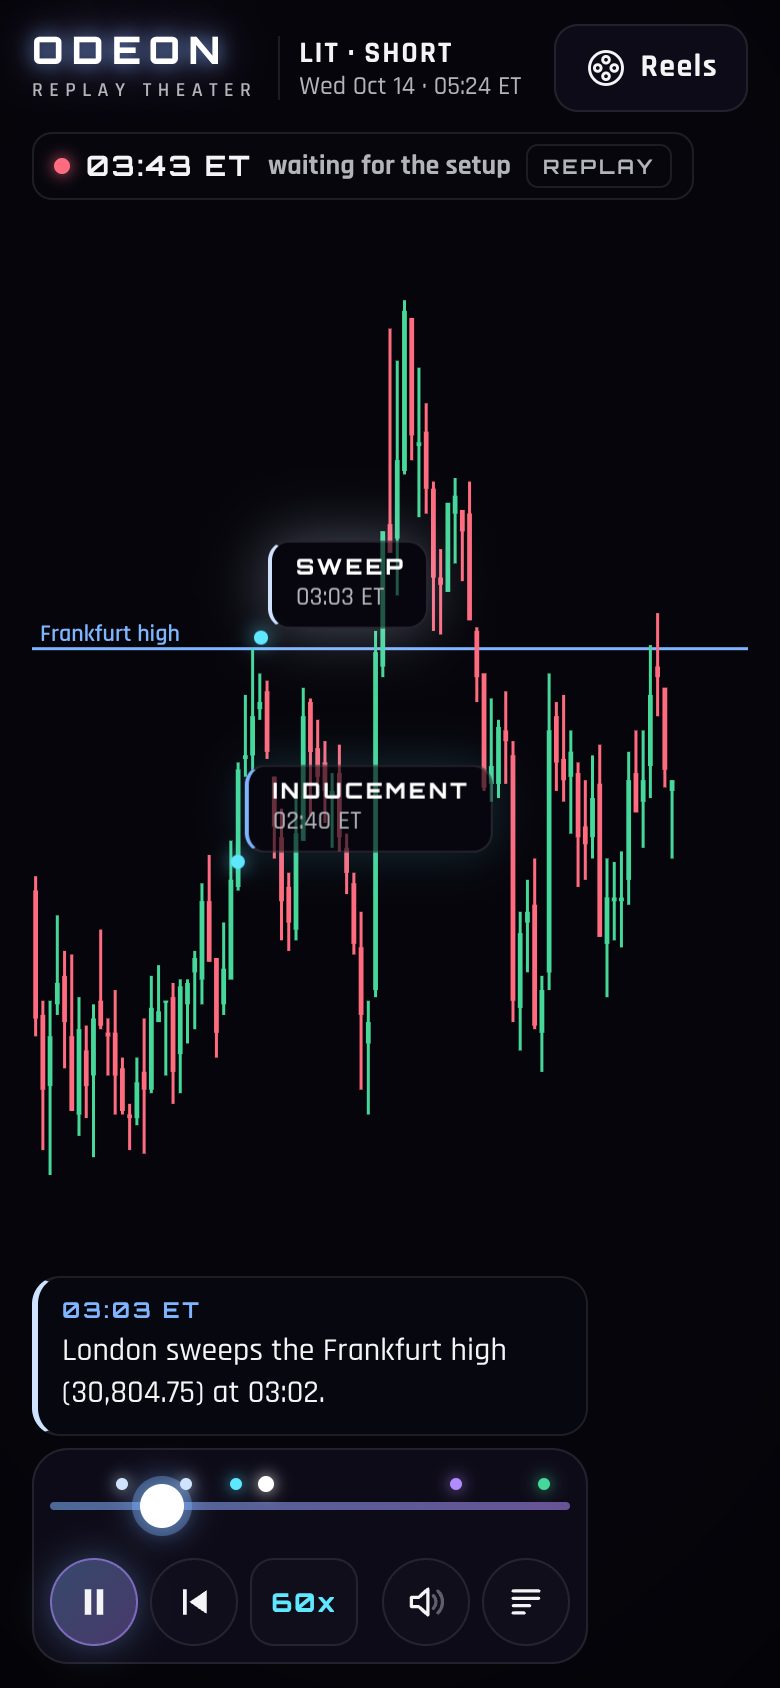 ODEON
REPLAY THEATER
LIT · SHORT
Wed Oct 14 · 05:24 ET
Reels
03:43 ET waiting for the setup REPLAY
SWEEP
03:03 ET
Frankfurt high
INDUCEMENT
02:40 ET
03:03 ET
London sweeps the Frankfurt high
(30,804.75) at 03:02.
60x